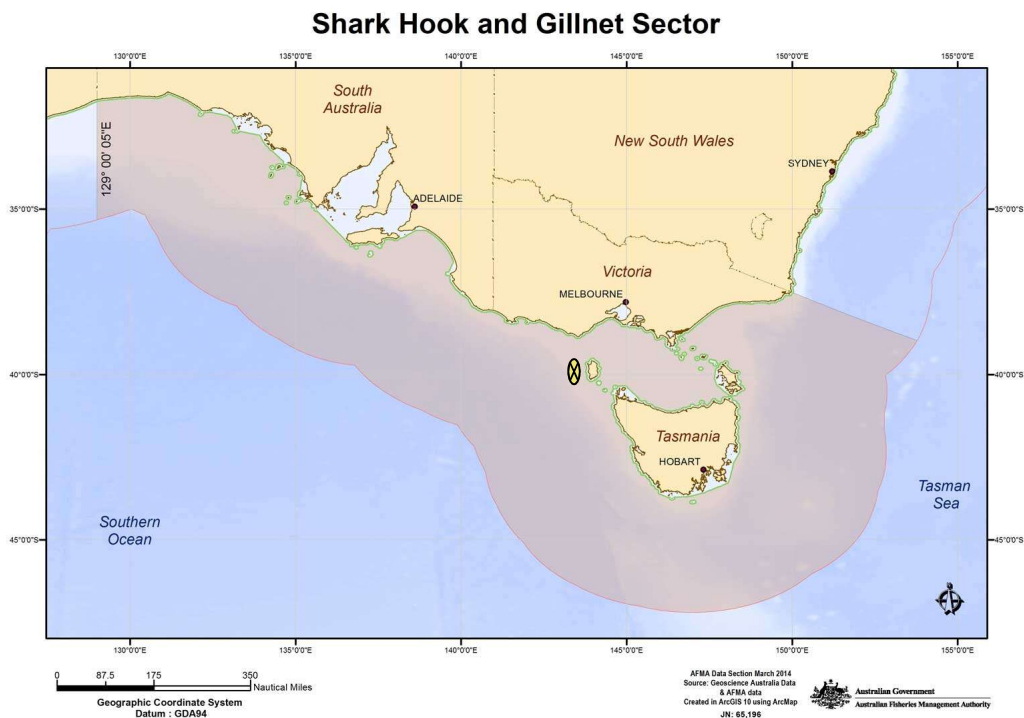 Shark Hook and Gillnet Sector
130°0'0"E 135°0'0"E 140°0'0"E 145°0'0"E 150°0'0"E 155°0'0"E
South
Australia
129° 00' 05"E
New South Wales
SYDNEY
ADELAIDE
35°0'0"S 35°0'0"S
Victoria
MELBOURNE
40°0'0"S 40°0'0"S
Tasmania
HOBART
Tasman
Sea
Southern
Ocean
45°0'0"S 45°0'0"S
130°0'0"E 135°0'0"E 140°0'0"E 145°0'0"E 150°0'0"E 155°0'0"E
0 87.5 175 350
Nautical Miles
Geographic Coordinate System
Datum : GDA94
AFMA Data Section March 2014
Source: Geoscience Australia Data
& AFMA data
Created in ArcGIS 10 using ArcMap
JN: 65,196
Australian Government
Australian Fisheries Management Authority